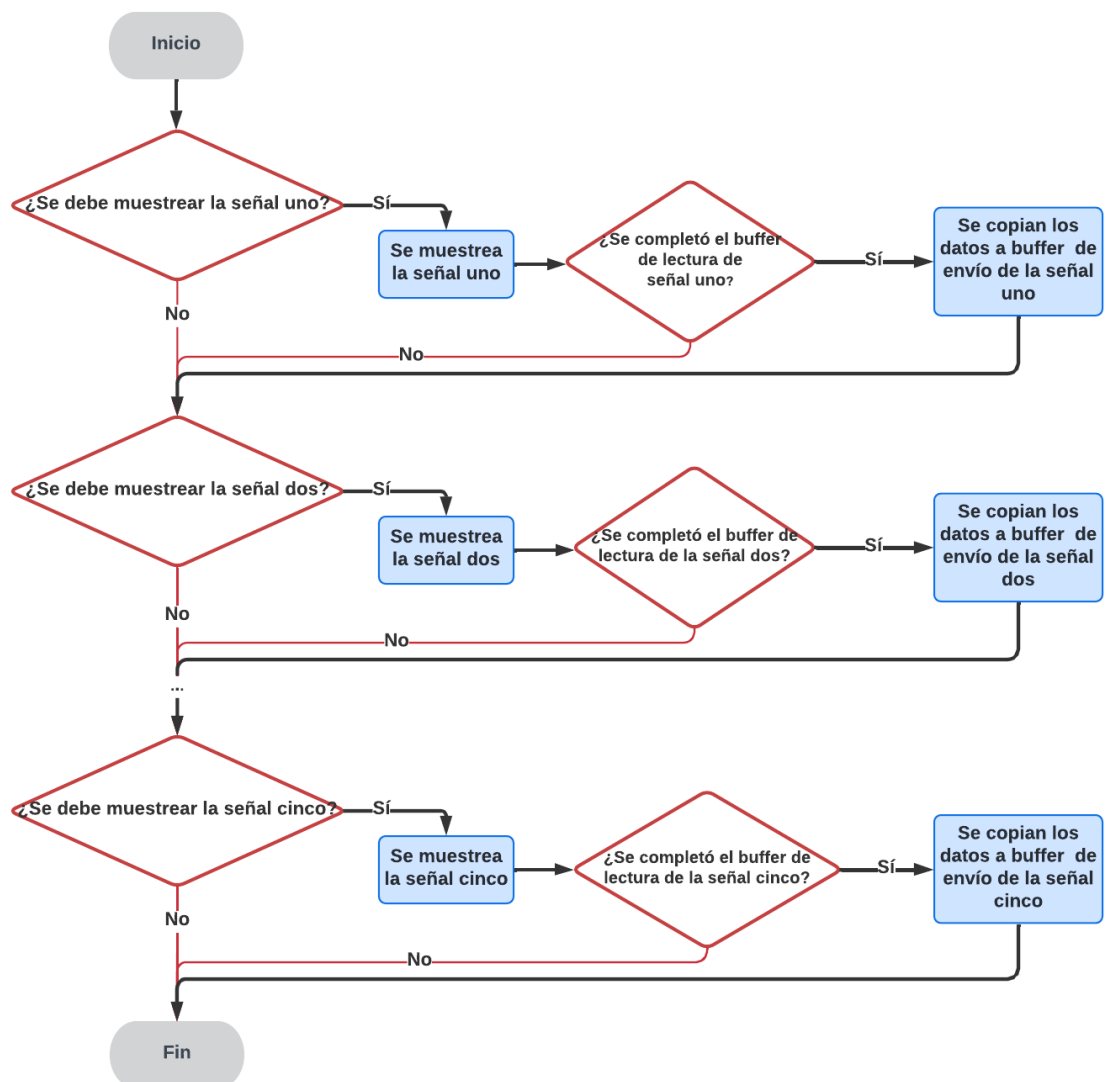 Inicio
¿Se debe muestrear la señal uno?
Sí
Se muestrea
la señal uno
¿Se completó el buffer
de lectura de
señal uno?
Sí
Se copian los
datos a buffer  de
envío de la señal
uno
No
No
¿Se debe muestrear la señal dos?
Sí
Se muestrea
la señal dos
¿Se completó el buffer de
lectura de la señal dos?
Sí
Se copian los
datos a buffer  de
envío de la señal
dos
No
No
...
¿Se debe muestrear la señal cinco?
Sí
Se muestrea
la señal cinco
¿Se completó el buffer de
lectura de la señal cinco?
Sí
Se copian los
datos a buffer  de
envío de la señal
cinco
No
No
Fin